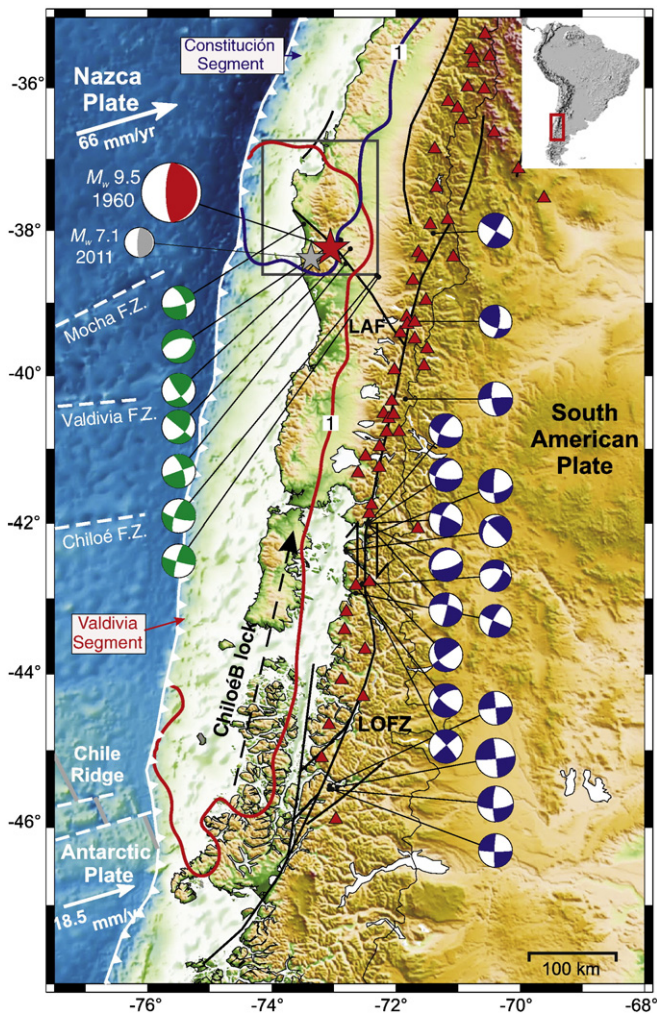 -36°
-38°
-40°
-42°
-44°
-46°
Constitución
Segment
1
Nazca
Plate
66 mm/yr
Mw 9.5
1960
Mw 7.1
2011
Mocha F.Z.
LAF
Valdivia F.Z.
1
South
American
Plate
Chiloé F.Z.
Valdivia
Segment
ChiloéB lock
LOFZ
Chile
Ridge
Antarctic
Plate
18.5 mm/yr
100 km
-76°
-74°
-72°
-70°
-68°